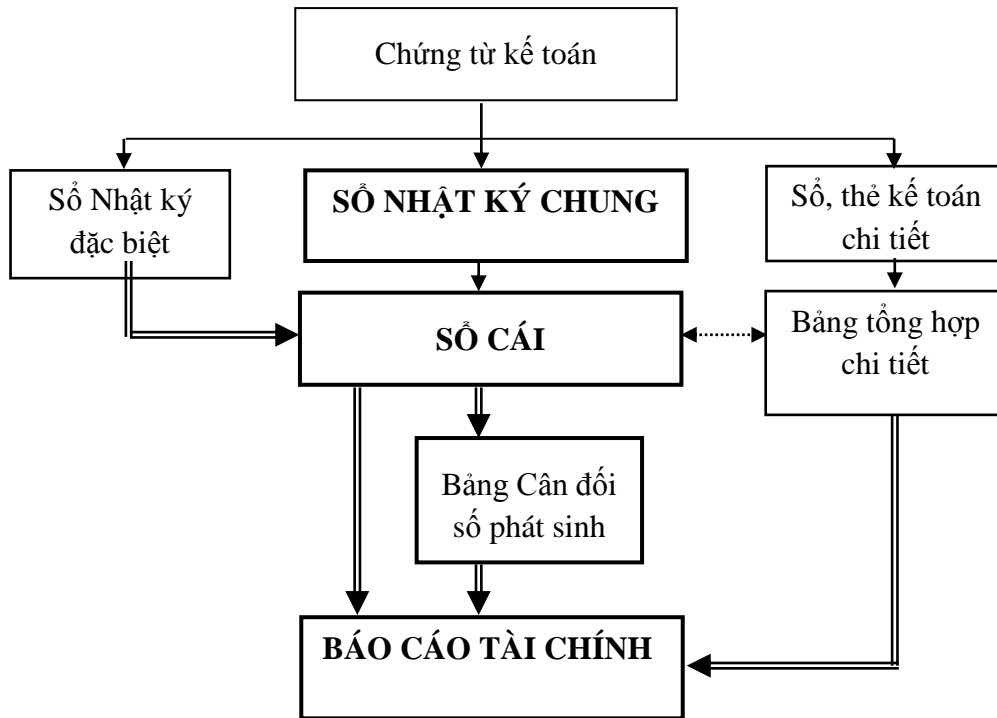 Chứng từ kế toán
Sổ Nhật ký
đặc biệt
SỔ NHẬT KÝ CHUNG
Sổ, thẻ kế toán
chi tiết
SỔ CÁI
Bảng tổng hợp
chi tiết
Bảng Cân đối
số phát sinh
BÁO CÁO TÀI CHÍNH